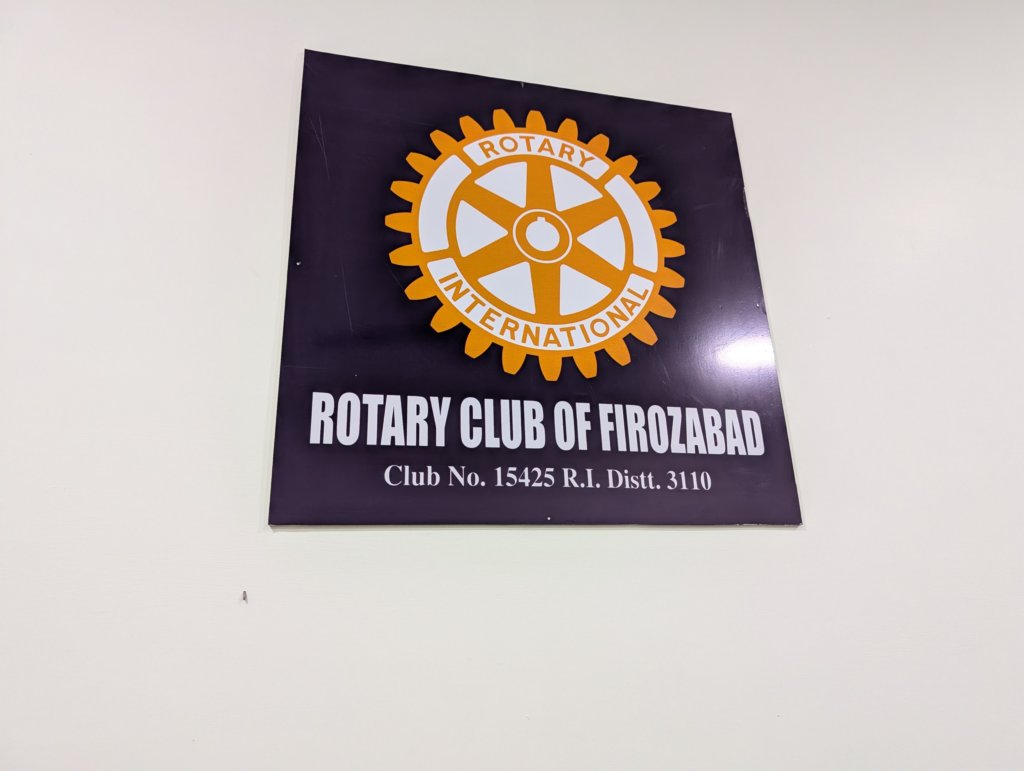 ROTARY
INTERNATIONAL
ROTARY CLUB OF FIROZABAD
Club No. 15425 R.I. Distt. 3110